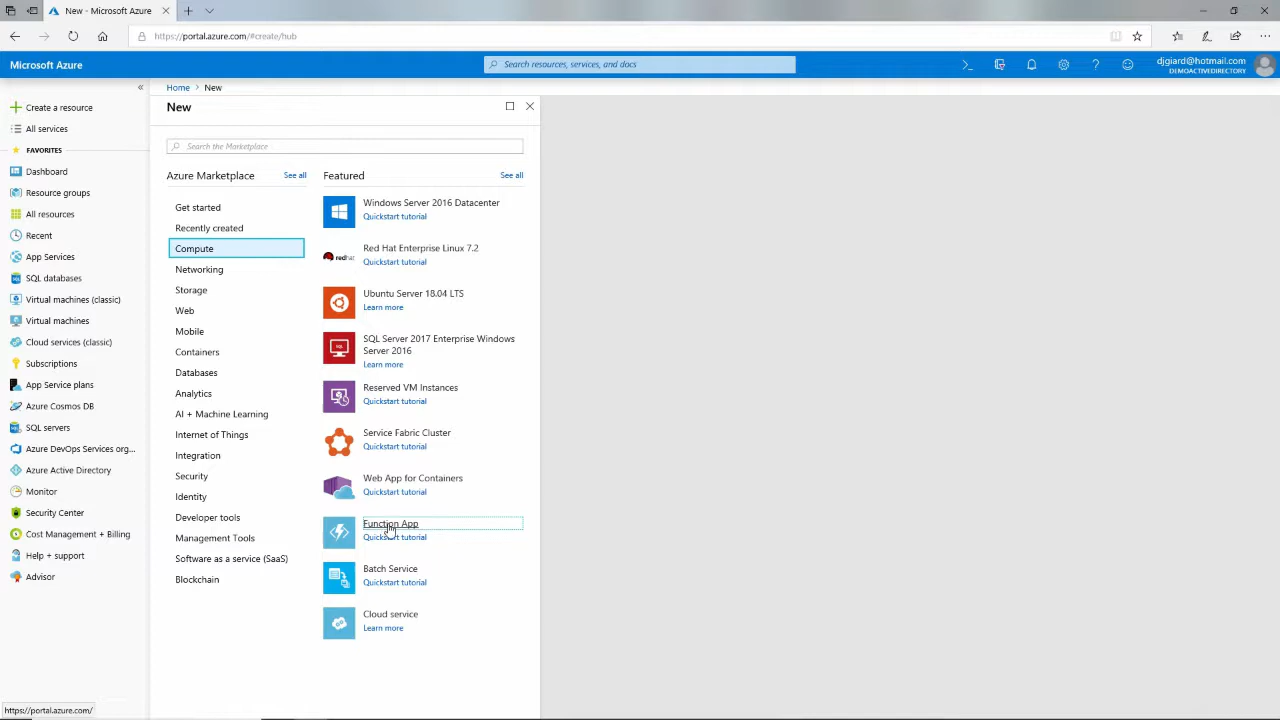 New - Microsoft Azure
https://portal.azure.com/#create/hub
Microsoft Azure
Search resources, services, and docs
djgiard@hotmail.com
DEMOACTIVEDIRECTORY
Create a resource
All services
FAVORITES
Dashboard
Resource groups
All resources
Recent
App Services
SQL databases
Virtual machines (classic)
Virtual machines
Cloud services (classic)
Subscriptions
App Service plans
Azure Cosmos DB
SQL servers
Azure DevOps Services org...
Azure Active Directory
Monitor
Security Center
Cost Management + Billing
Help + support
Advisor
Home > New
New
Search the Marketplace
Azure Marketplace See all
Get started
Recently created
Compute
Networking
Storage
Web
Mobile
Containers
Databases
Analytics
AI + Machine Learning
Internet of Things
Integration
Security
Identity
Developer tools
Management Tools
Software as a service (SaaS)
Blockchain
Featured See all
Windows Server 2016 Datacenter
Quickstart tutorial
redhat
Red Hat Enterprise Linux 7.2
Quickstart tutorial
Ubuntu Server 18.04 LTS
Learn more
SQL
SQL Server 2017 Enterprise Windows
Server 2016
Learn more
Reserved VM Instances
Quickstart tutorial
Service Fabric Cluster
Quickstart tutorial
Web App for Containers
Quickstart tutorial
Function App
Quickstart tutorial
Batch Service
Quickstart tutorial
Cloud service
Learn more
https://portal.azure.com/